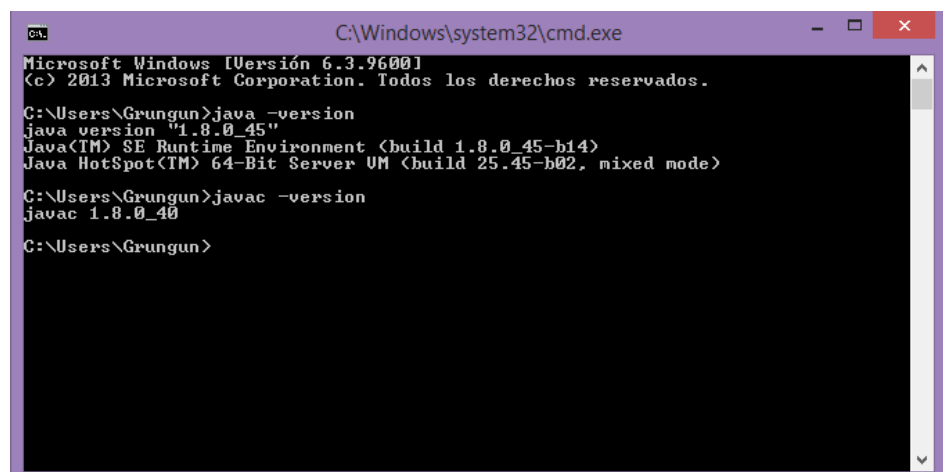 C:\Windows\system32\cmd.exe
Microsoft Windows [Versión 6.3.9600]
(c) 2013 Microsoft Corporation. Todos los derechos reservados.
C:\Users\Grungun>java -version
java version "1.8.0_45"
Java(TM) SE Runtime Environment (build 1.8.0_45-b14)
Java HotSpot(TM) 64-Bit Server VM (build 25.45-b02, mixed mode)
C:\Users\Grungun>javac -version
javac 1.8.0_40
C:\Users\Grungun>